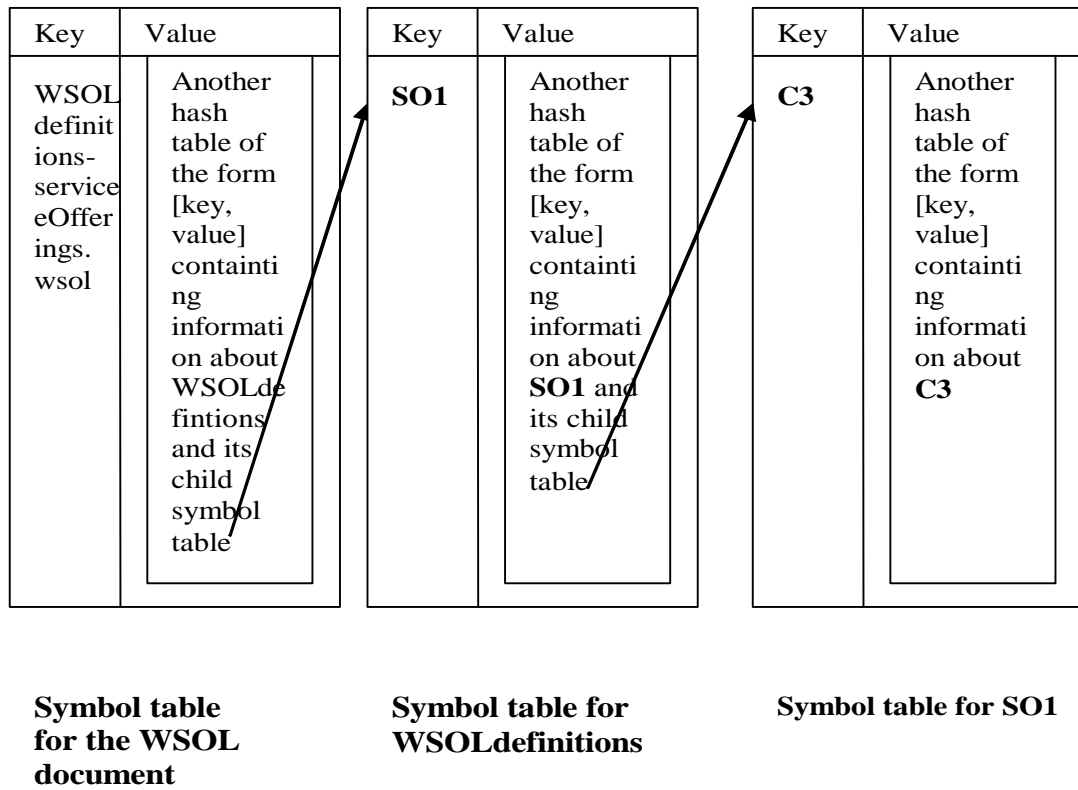 Key
Value
WSOL
definit
ions-
service
eOffer
ings.
wsol
Another
hash
table of
the form
[key,
value]
containti
ng
informati
on about
WSOLde
fintions
and its
child
symbol
table
Key
Value
SO1
Another
hash
table of
the form
[key,
value]
containti
ng
informati
on about
SO1 and
its child
symbol
table
Key
Value
C3
Another
hash
table of
the form
[key,
value]
containti
ng
informati
on about
C3
Symbol table
for the WSOL
document
Symbol table for
WSOLdefinitions
Symbol table for SO1